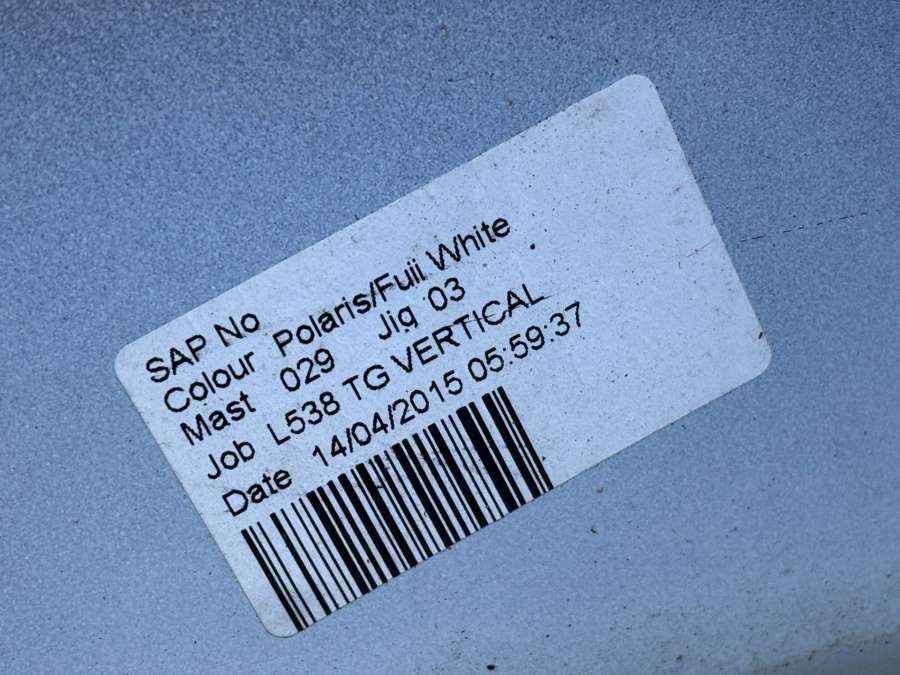 SAP No
Colour Polaris/Fuii White
Mast 029 Jig 03
Job L538 TG VERTICAL
Date 14/04/2015 05:59:37